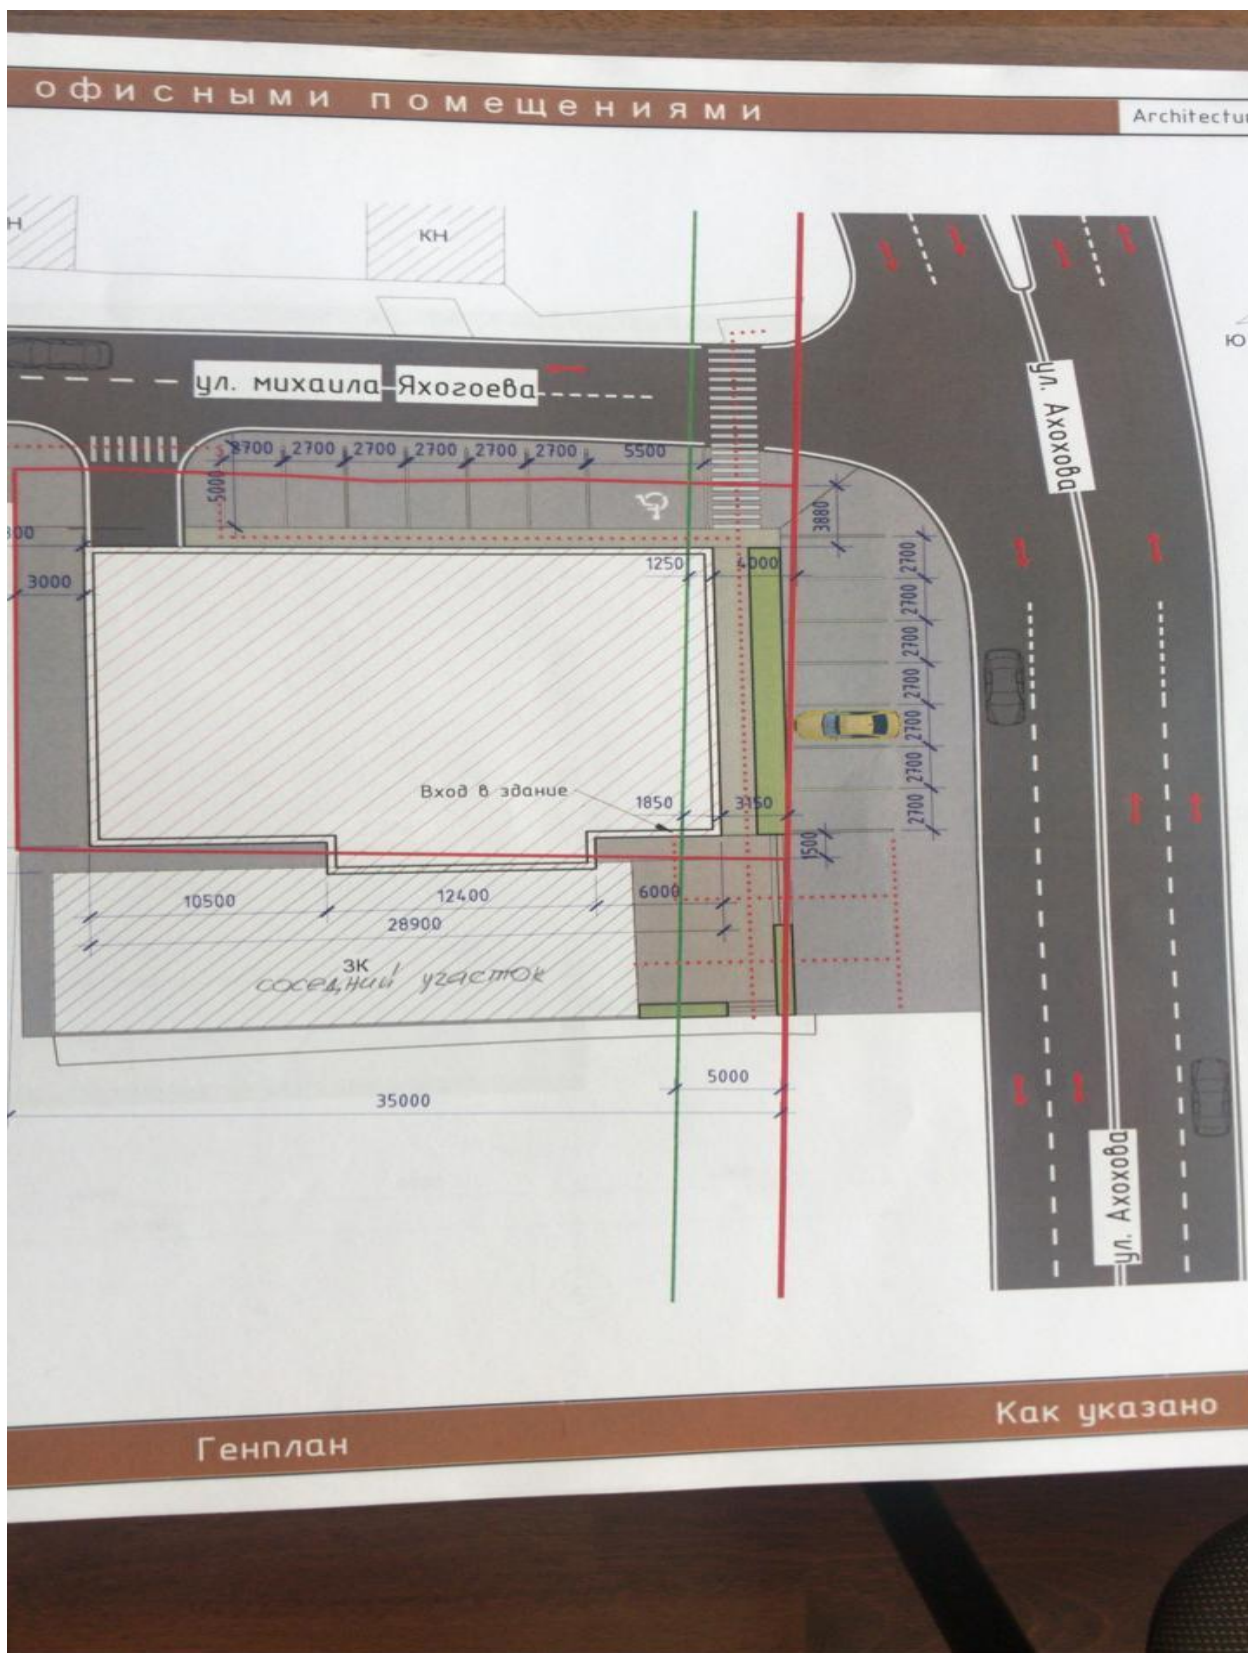 офисными помещениями
Architectur
Н
КН
Ю
ул. михаила Яхогоева
ул. Ахохова
2700 2700 2700 2700 2700 5500
5000
3880
3000
1250 4000
2700
2700
2700
2700
2700
2700
2700
Вход в здание
1850 3150
1500
10500 12400 6000
28900
ЗК
соседний участок
5000
35000
ул. Ахохова
Генплан
Как указано